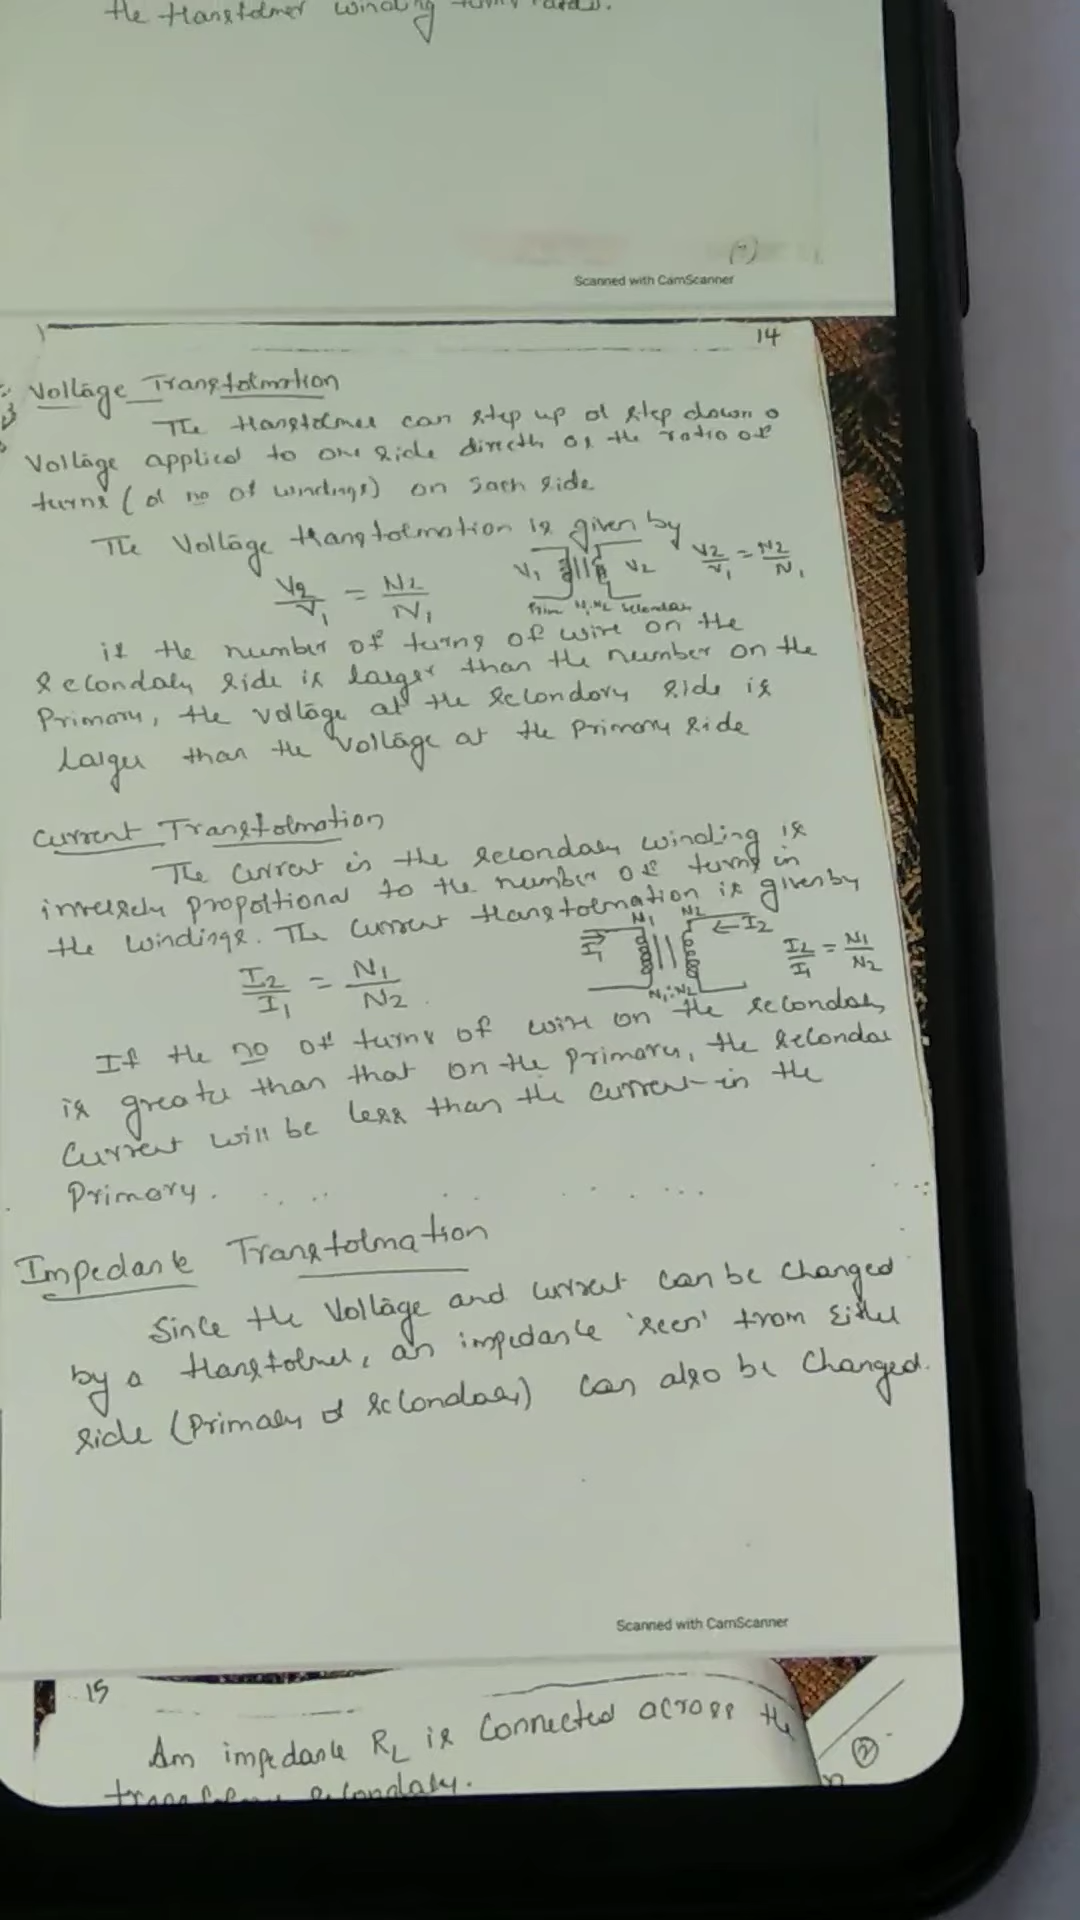 the transformer winding turns ratio.
Scanned with CamScanner
14
Voltage Transformation
The transformer can step up or step down a
Voltage applied to one side directly as the ratio of
turns (or no of windings) on each side
The Voltage transformation is given by
V2/V1 = N2/N1
V1 V2 V2/V1 = N2/N1
Prim N1:N2 Secondary
if the number of turns of wire on the
secondary side is larger than the number on the
Primary, the voltage at the secondary side is
Larger than the voltage at the primary side
Current Transformation
The current in the secondary winding is
inversely proportional to the number of turns in
the windings. The current transformation is given by
I2/I1 = N1/N2.
N1 N2
I1 ←I2 I2/I1 = N1/N2
N1:N2
If the no of turns of wire on the secondary
is greater than that on the primary, the secondar
Current will be less than the current in the
Primary.
Impedance Transformation
Since the Voltage and current can be changed
by a transformer, an impedance 'seen' from either
side (Primary or secondary) can also be changed.
Scanned with CamScanner
15
An impedance RL is connected across the
transformer secondary.
2